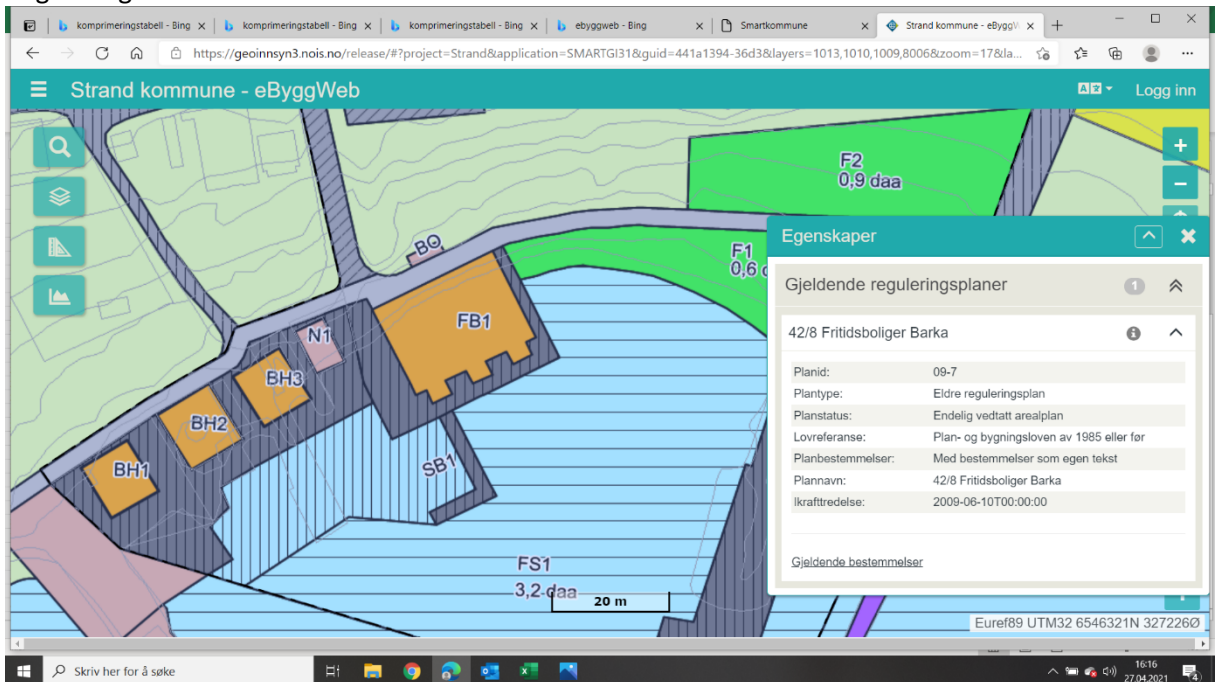 komprimeringstabell - Bing
komprimeringstabell - Bing
komprimeringstabell - Bing
ebyggweb - Bing
Smartkommune
Strand kommune - eByggV
https://geoinnsyn3.nois.no/release/#?project=Strand&application=SMARTGI31&guid=441a1394-36d3&layers=1013,1010,1009,8006&zoom=17&la...
Strand kommune - eByggWeb
Logg inn
F2
0,9 daa
BQ
F1
0,6
Egenskaper
Gjeldende reguleringsplaner 1
FB1
N1
42/8 Fritidsboliger Barka
BH3
Planid: 09-7
Plantype: Eldre reguleringsplan
BH2
Planstatus: Endelig vedtatt arealplan
Lovreferanse: Plan- og bygningsloven av 1985 eller før
BH1
SB1
Planbestemmelser: Med bestemmelser som egen tekst
Plannavn: 42/8 Fritidsboliger Barka
Ikrafttredelse: 2009-06-10T00:00:00
Gjeldende bestemmelser
FS1
3,2 daa
20 m
Euref89 UTM32 6546321N 327226Ø
Skriv her for å søke
16:16
27.04.2021
4